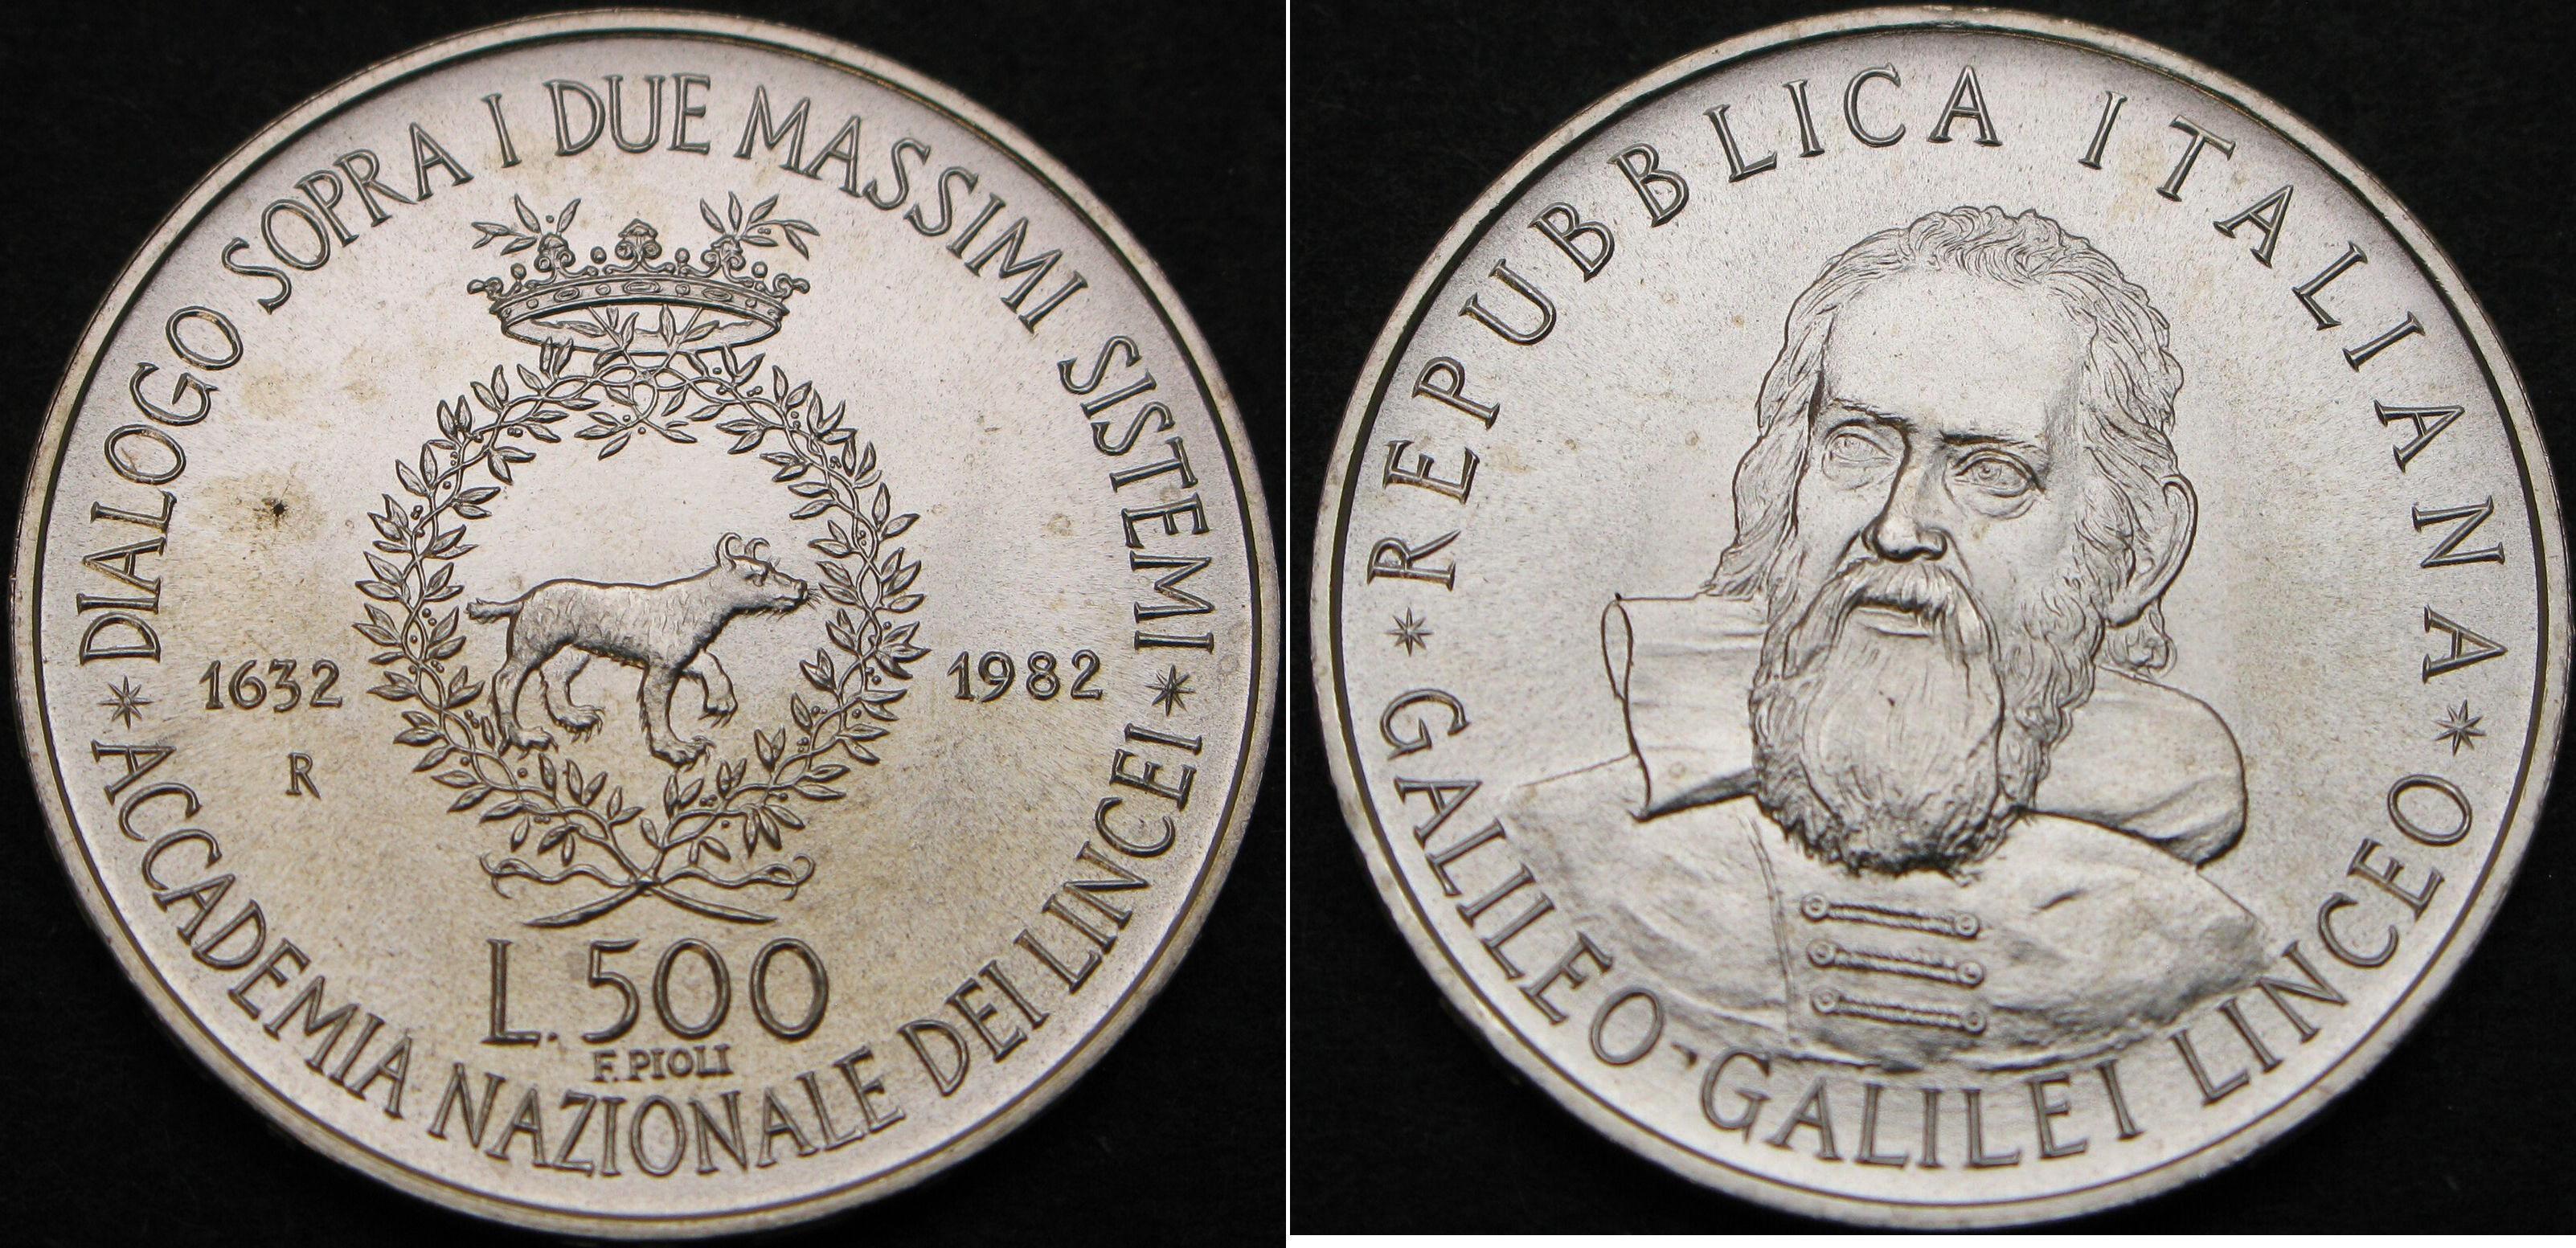 DIALOGO SOPRA I DUE MASSIMI SISTEMI
1632
1982
R
L.500
F. PIOLI
ACCADEMIA NAZIONALE DEI LINCEI
REPUBBLICA ITALIANA
GALILEO-GALILEI LINCEO